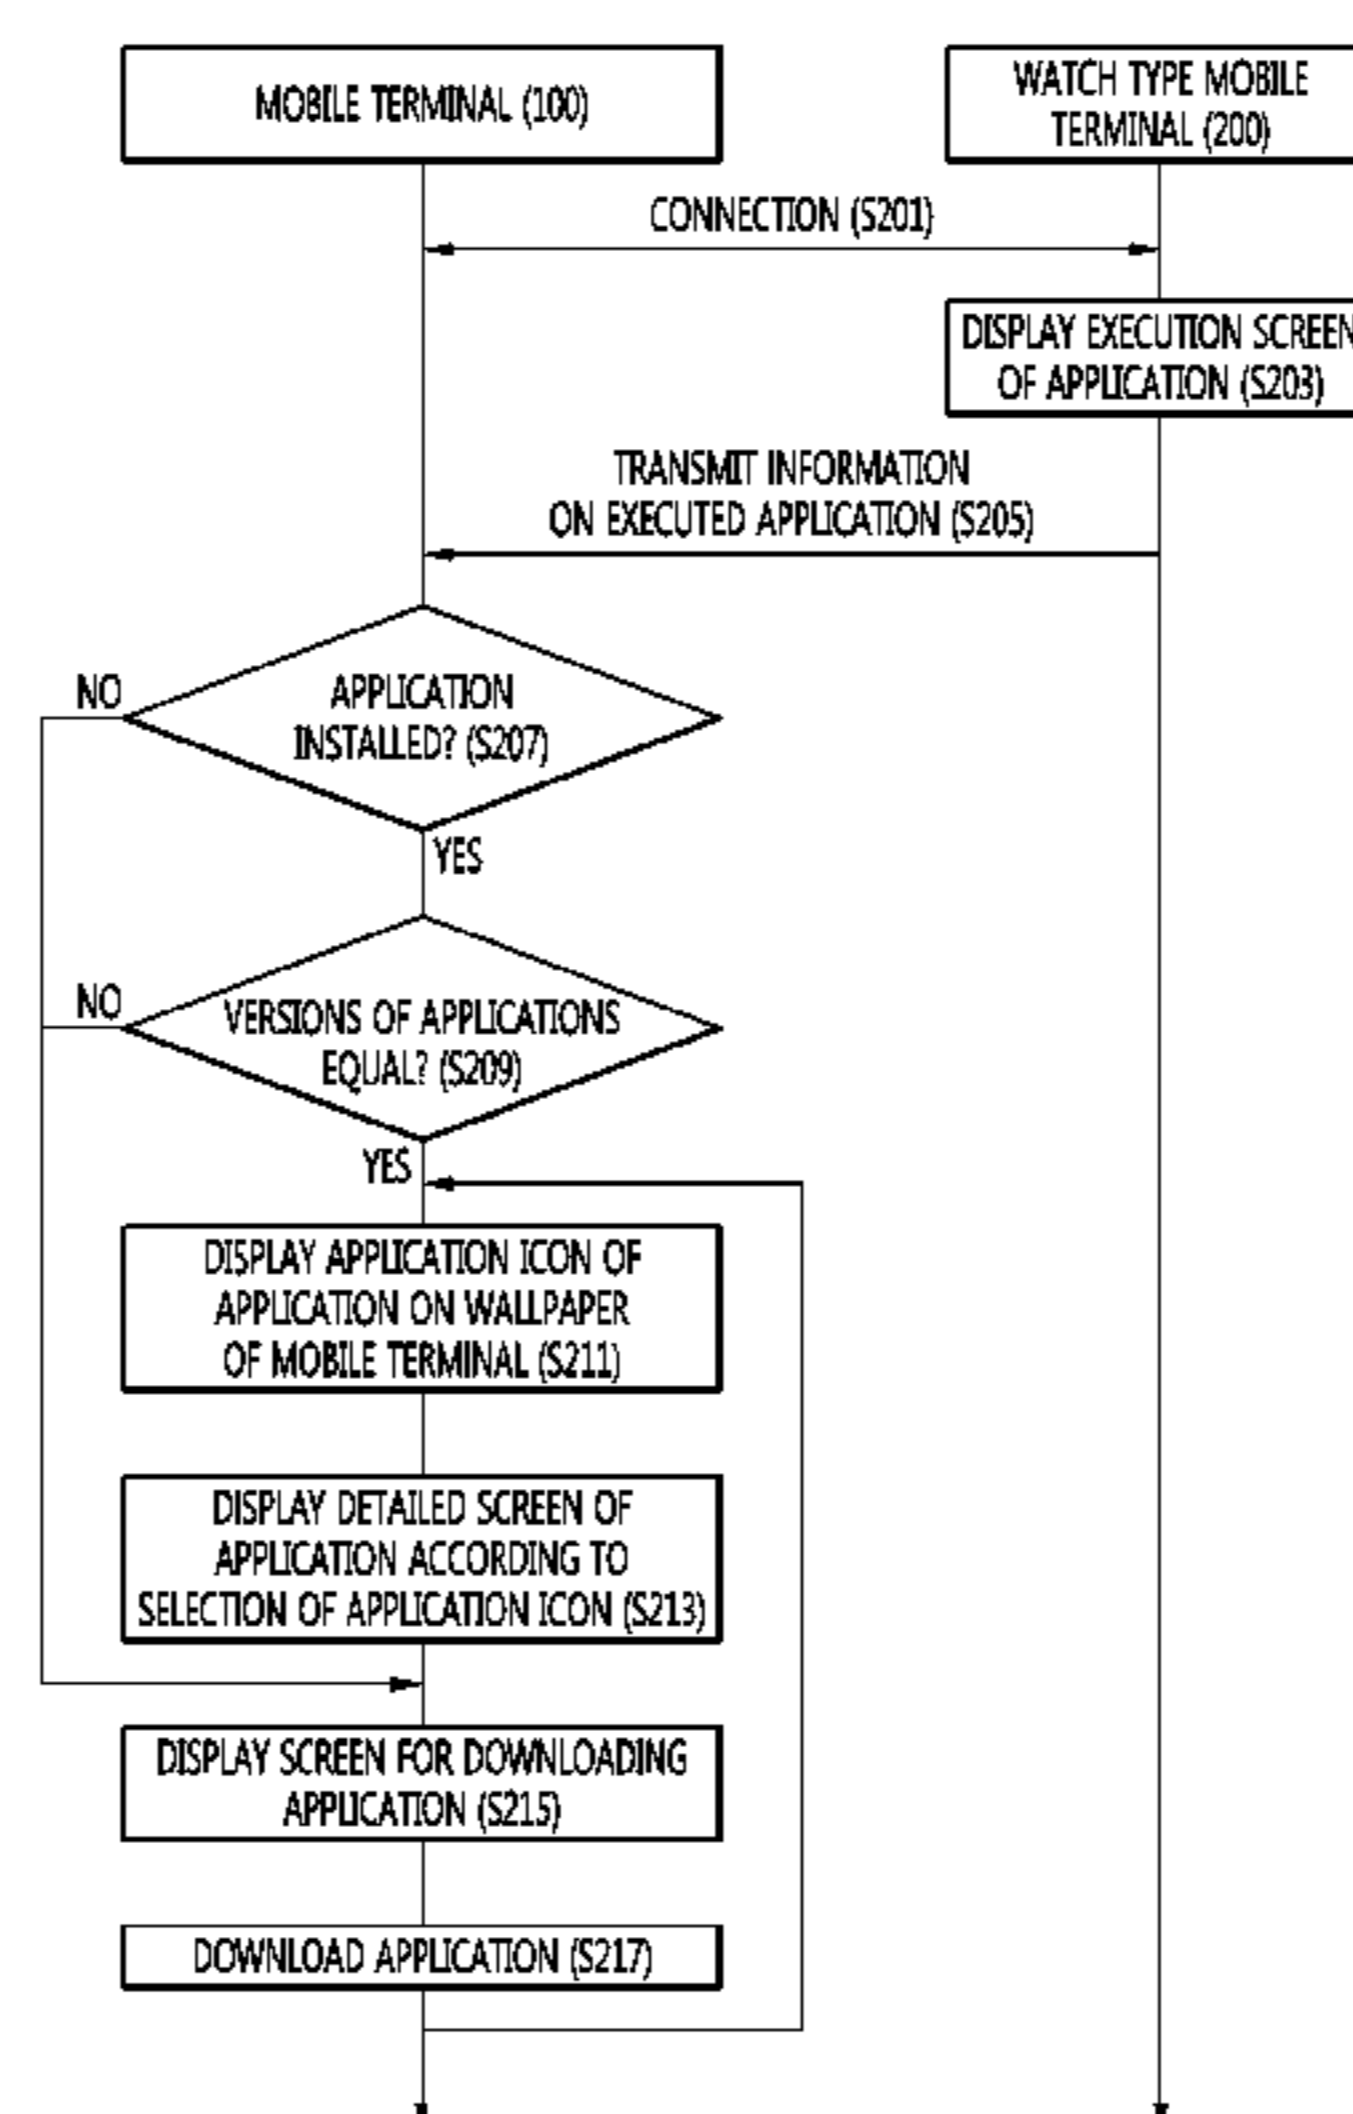 MOBILE TERMINAL (100)
WATCH TYPE MOBILE
TERMINAL (200)
CONNECTION (S201)
DISPLAY EXECUTION SCREEN
OF APPLICATION (S203)
TRANSMIT INFORMATION
ON EXECUTED APPLICATION (S205)
NO
APPLICATION
INSTALLED? (S207)
YES
NO
VERSIONS OF APPLICATIONS
EQUAL? (S209)
YES
DISPLAY APPLICATION ICON OF
APPLICATION ON WALLPAPER
OF MOBILE TERMINAL (S211)
DISPLAY DETAILED SCREEN OF
APPLICATION ACCORDING TO
SELECTION OF APPLICATION ICON (S213)
DISPLAY SCREEN FOR DOWNLOADING
APPLICATION (S215)
DOWNLOAD APPLICATION (S217)